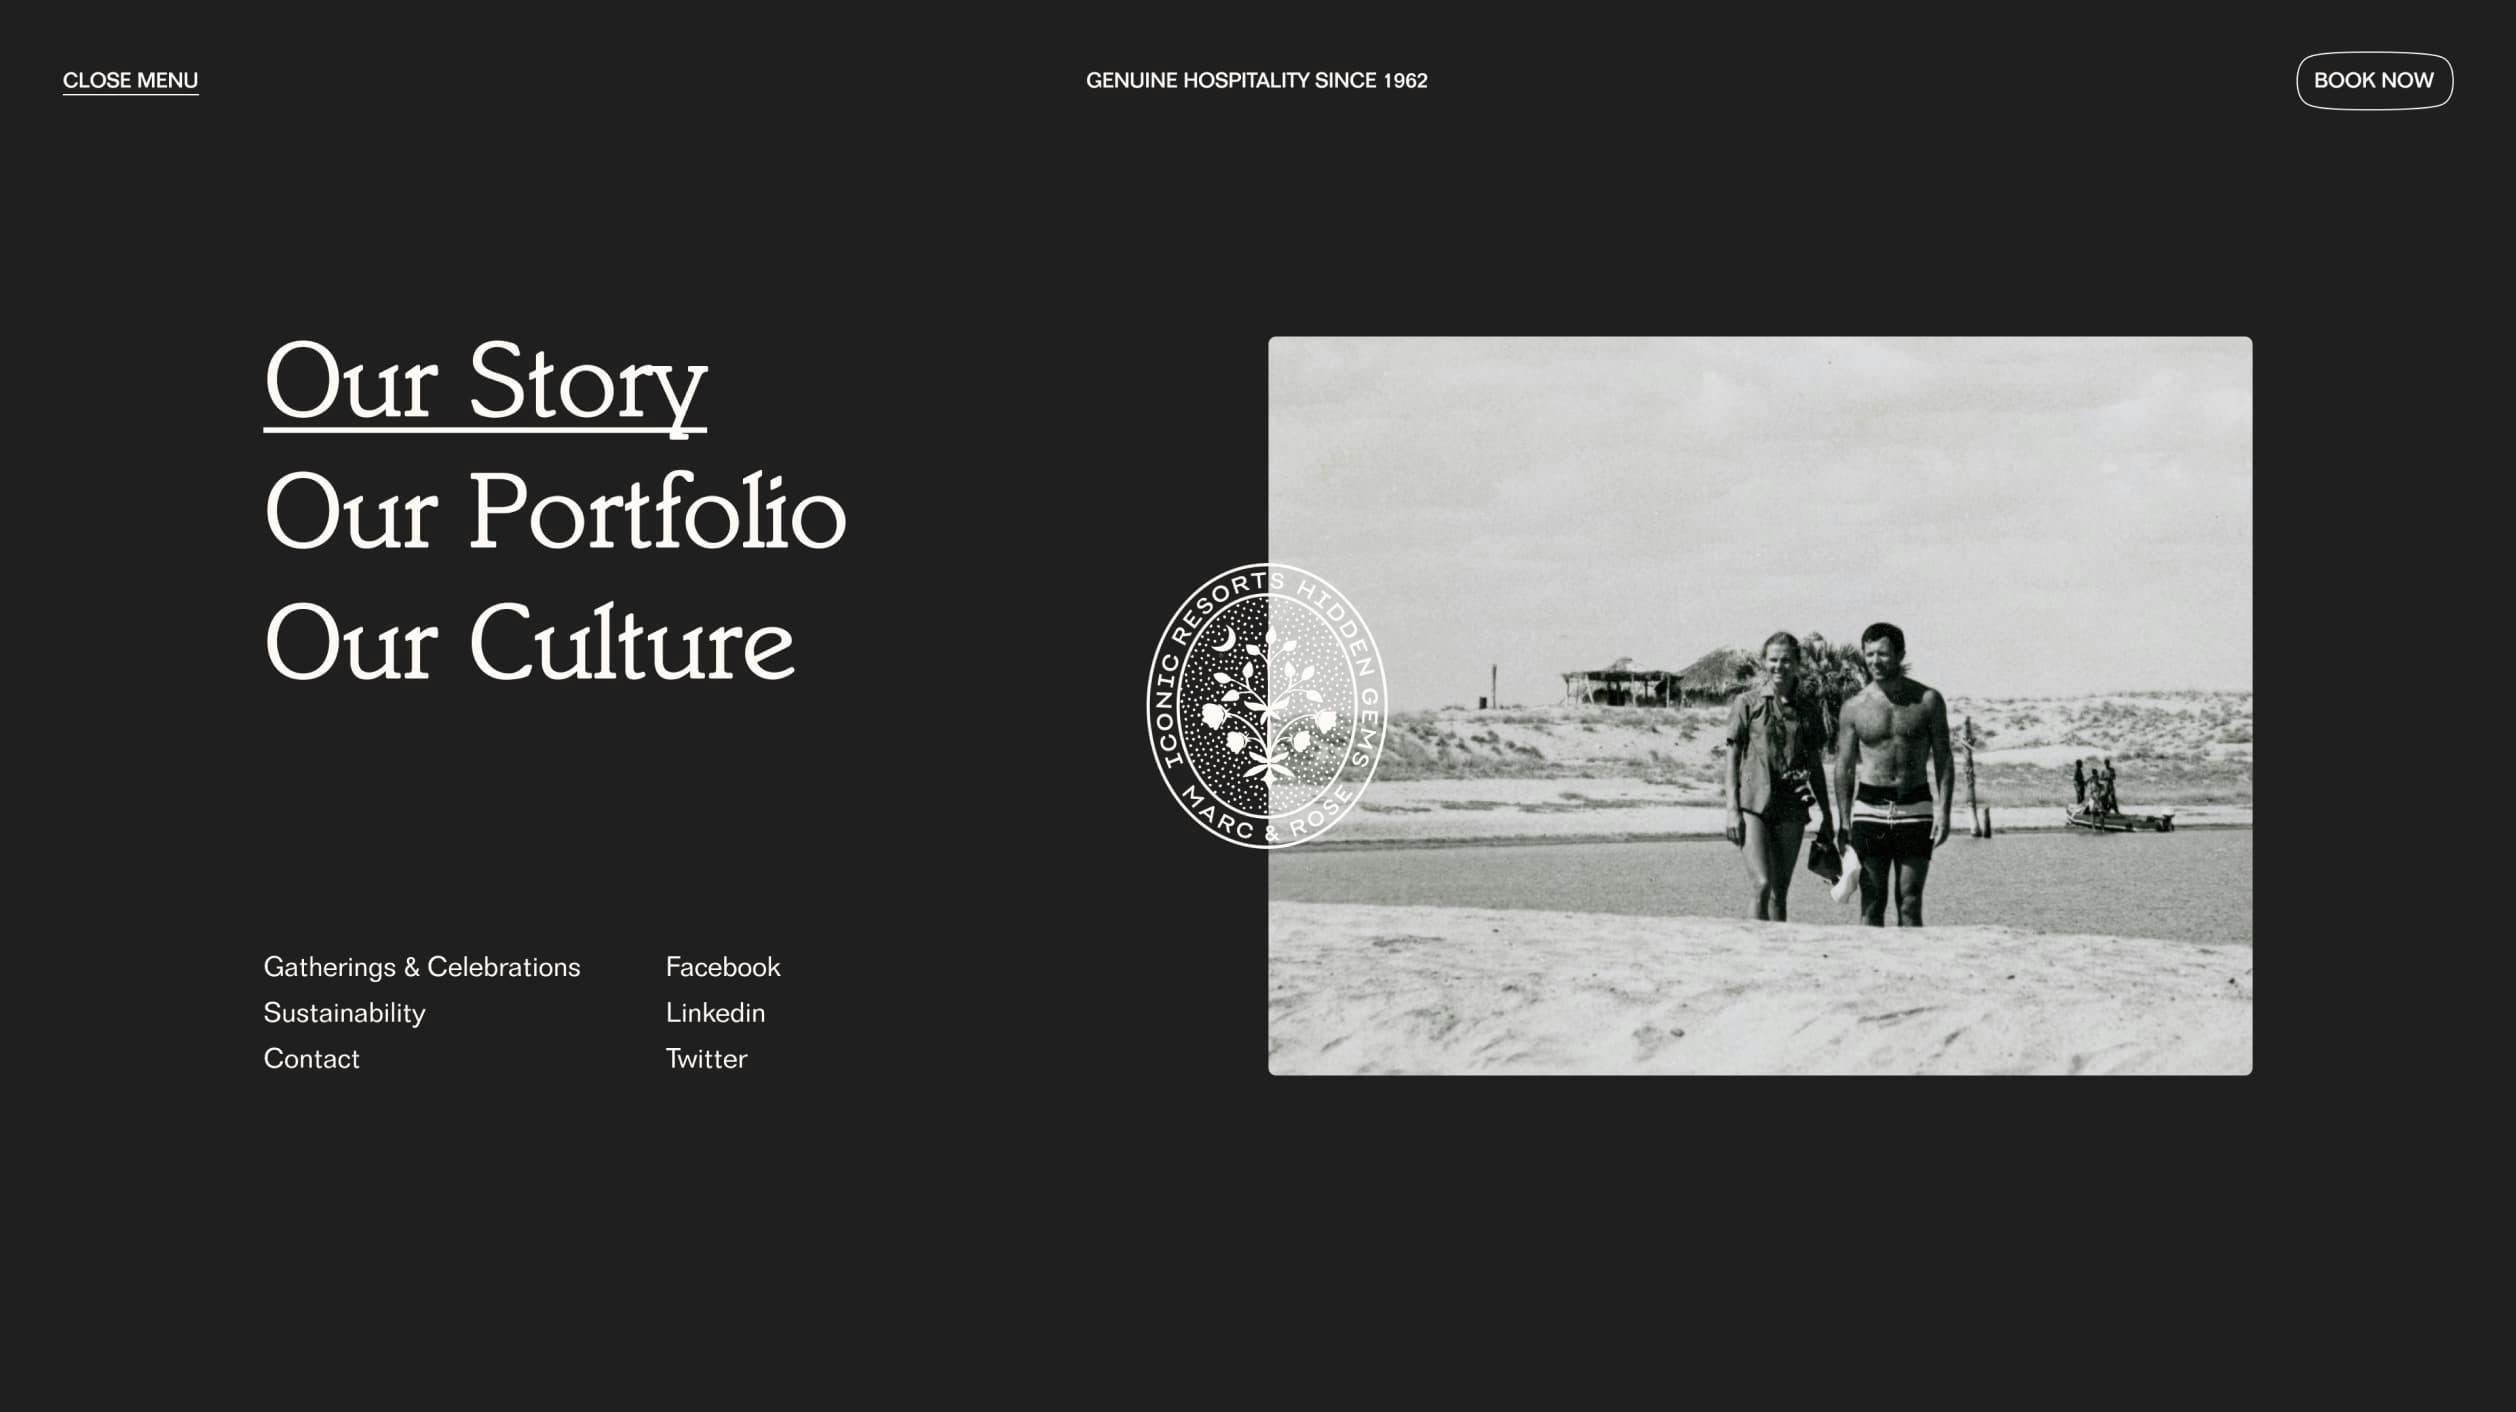 CLOSE MENU
GENUINE HOSPITALITY SINCE 1962
BOOK NOW
Our Story
Our Portfolio
Our Culture
ICONIC RESORTS HIDDEN GEMS
MARC & ROSE
Gatherings & Celebrations
Sustainability
Contact
Facebook
Linkedin
Twitter